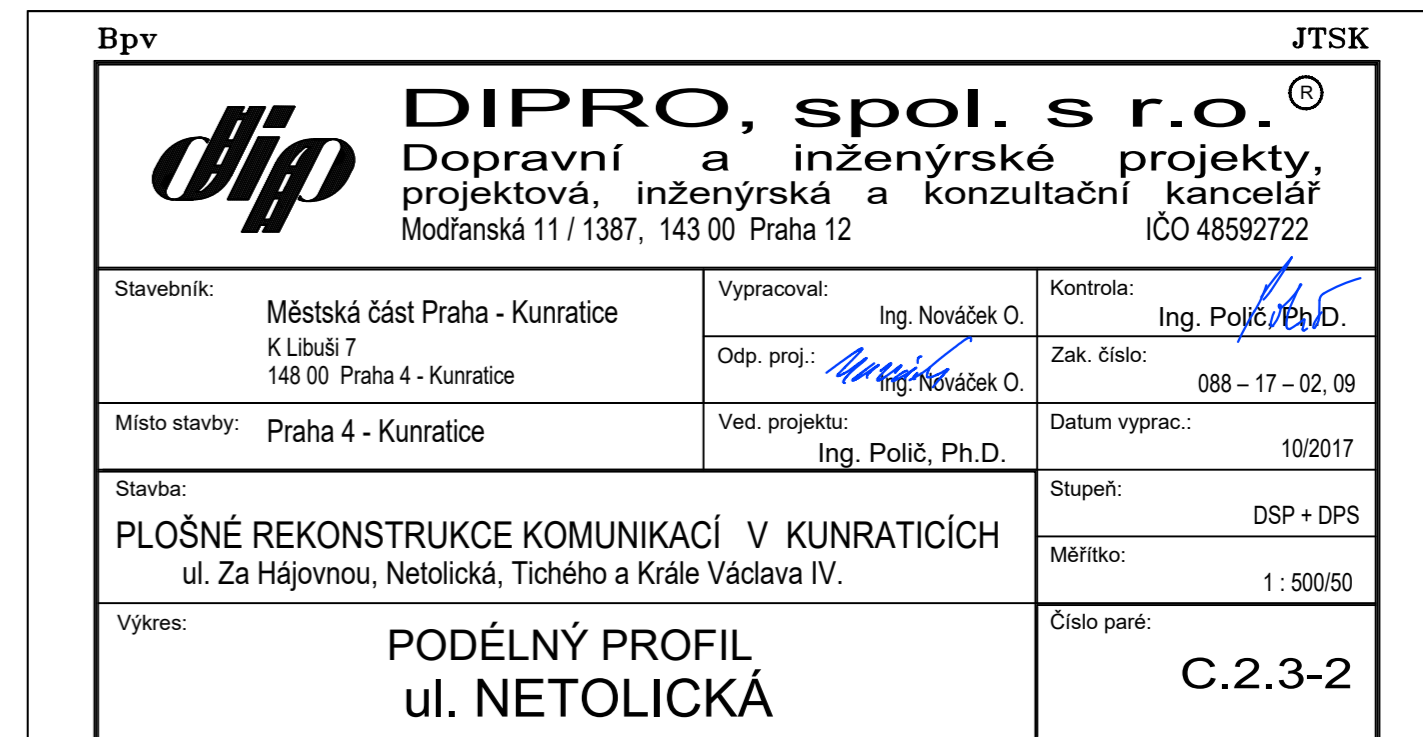 Bpv JTSK
dip
DIPRO, spol. s r.o. ®
Dopravní a inženýrské projekty,
projektová, inženýrská a konzultační kancelář
Modřanská 11 / 1387, 143 00 Praha 12 IČO 48592722
Stavebník:
Městská část Praha - Kunratice
K Libuši 7
148 00 Praha 4 - Kunratice
Vypracoval:
Ing. Nováček O.
Kontrola:
Ing. Polič, Ph.D.
Odp. proj.:
Ing. Nováček O.
Zak. číslo:
088 – 17 – 02, 09
Místo stavby: Praha 4 - Kunratice
Ved. projektu:
Ing. Polič, Ph.D.
Datum vyprac.:
10/2017
Stavba:
PLOŠNÉ REKONSTRUKCE KOMUNIKACÍ V KUNRATICÍCH
ul. Za Hájovnou, Netolická, Tichého a Krále Václava IV.
Stupeň:
DSP + DPS
Měřítko:
1 : 500/50
Výkres:
PODÉLNÝ PROFIL
ul. NETOLICKÁ
Číslo paré:
C.2.3-2